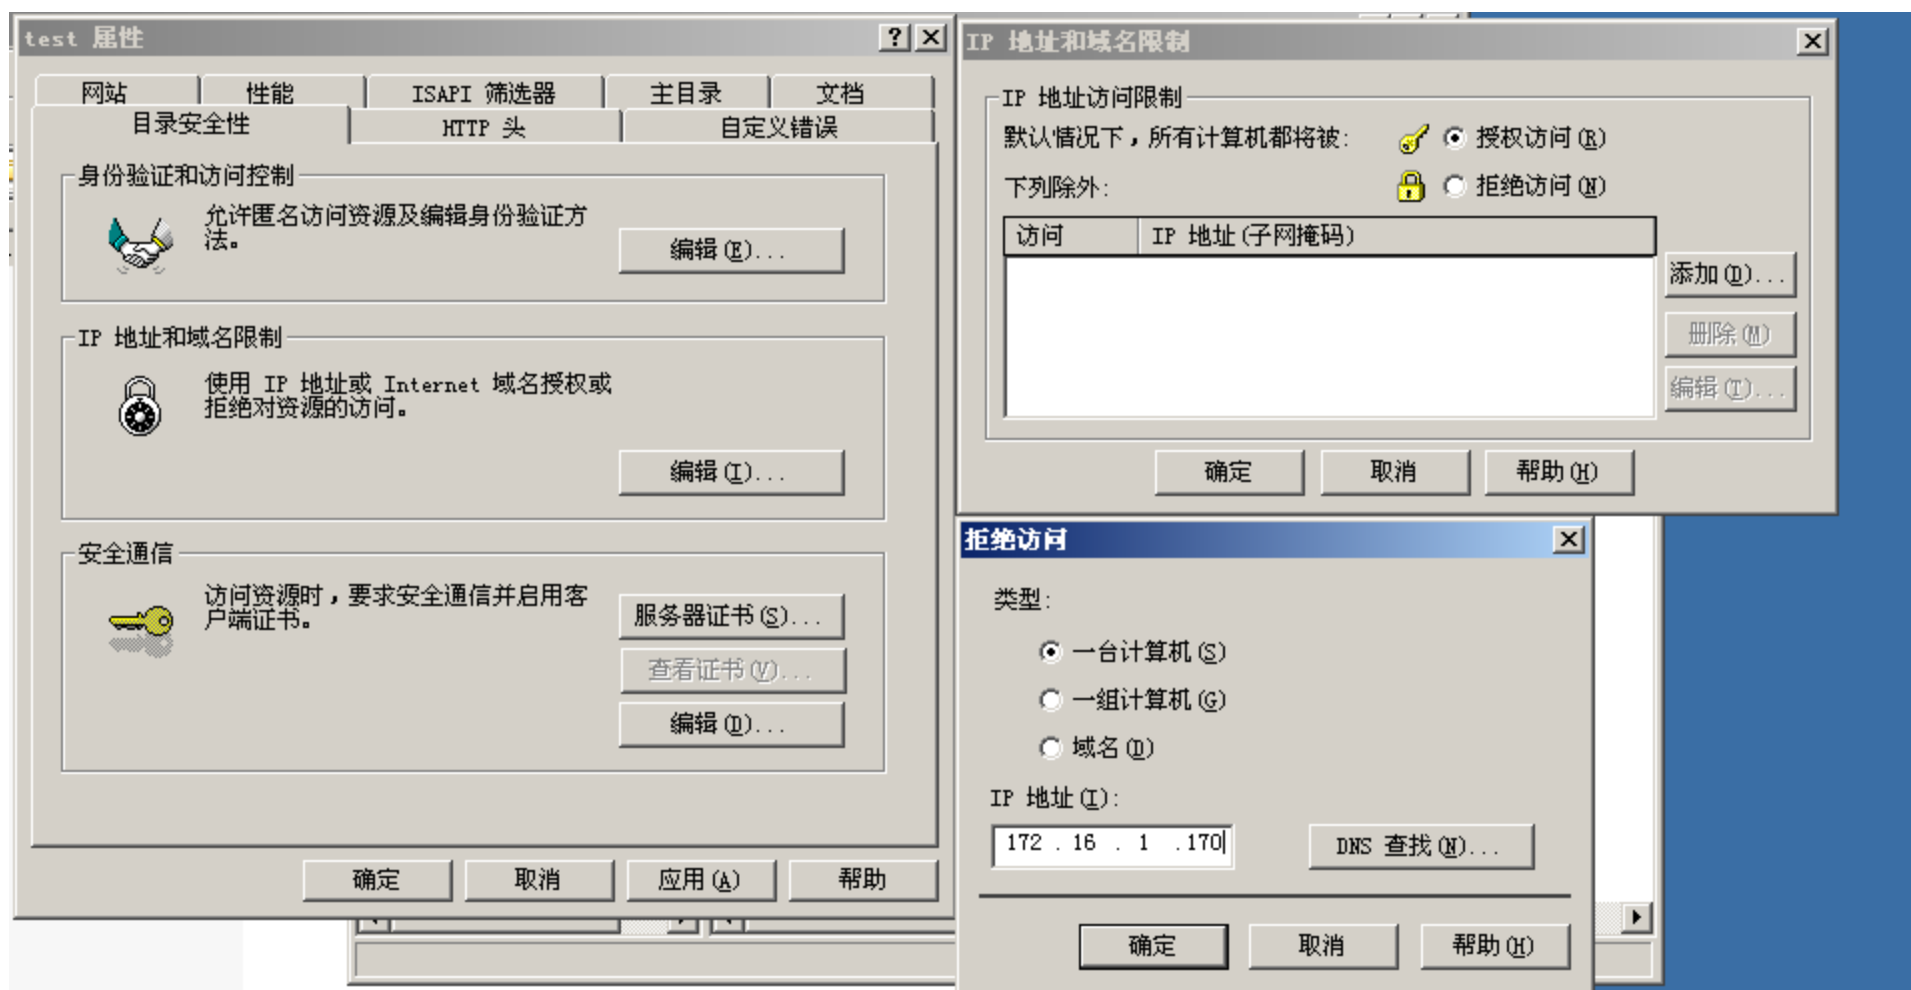 test 属性
网站 性能 ISAPI 筛选器 主目录 文档
目录安全性 HTTP 头 自定义错误
身份验证和访问控制
允许匿名访问资源及编辑身份验证方
法。
编辑(E)...
IP 地址和域名限制
使用 IP 地址或 Internet 域名授权或
拒绝对资源的访问。
编辑(I)...
安全通信
访问资源时，要求安全通信并启用客
户端证书。
服务器证书(S)...
查看证书(V)...
编辑(D)...
确定 取消 应用(A) 帮助
IP 地址和域名限制
IP 地址访问限制
默认情况下，所有计算机都将被: 授权访问(R)
下列除外: 拒绝访问(N)
访问 IP 地址(子网掩码)
添加(D)...
删除(M)
编辑(T)...
确定 取消 帮助(H)
拒绝访问
类型:
一台计算机(S)
一组计算机(G)
域名(D)
IP 地址(I):
172 . 16 . 1 .170
DNS 查找(N)...
确定 取消 帮助(H)